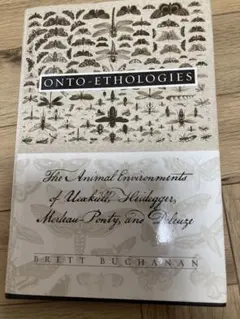 ONTO-ETHOLOGIES
The Animal Environments
of Uexküll, Heidegger,
Merleau-Ponty, and Deleuze
BRETT BUCHANAN